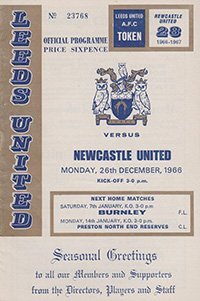 LEEDS UNITED
№ 23768
OFFICIAL PROGRAMME
PRICE SIXPENCE
LEEDS UNITED
A.F.C
TOKEN
NEWCASTLE
UNITED
28
1966-1967
VERSUS
NEWCASTLE UNITED
MONDAY, 26th DECEMBER, 1966
KICK-OFF 3-0 p.m.
NEXT HOME MATCHES
SATURDAY, 7th JANUARY, K.O. 3-0 p.m.
BURNLEY F.L.
MONDAY, 14th JANUARY, K.O. 3-0 p.m.
PRESTON NORTH END RESERVES C.L.
Seasonal Greetings
to all our Members and Supporters
from the Directors, Players and Staff